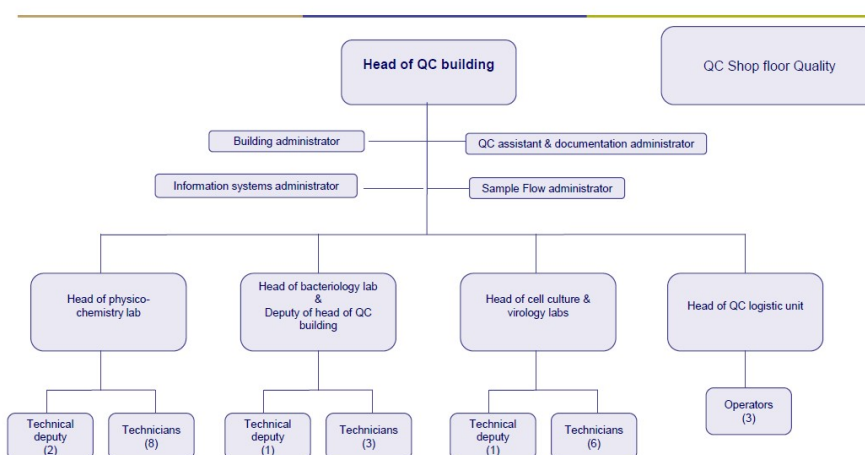 Head of QC building
QC Shop floor Quality
Building administrator
QC assistant & documentation administrator
Information systems administrator
Sample Flow administrator
Head of physico-
chemistry lab
Head of bacteriology lab
&
Deputy of head of QC
building
Head of cell culture &
virology labs
Head of QC logistic unit
Technical
deputy
(2)
Technicians
(8)
Technical
deputy
(1)
Technicians
(3)
Technical
deputy
(1)
Technicians
(6)
Operators
(3)